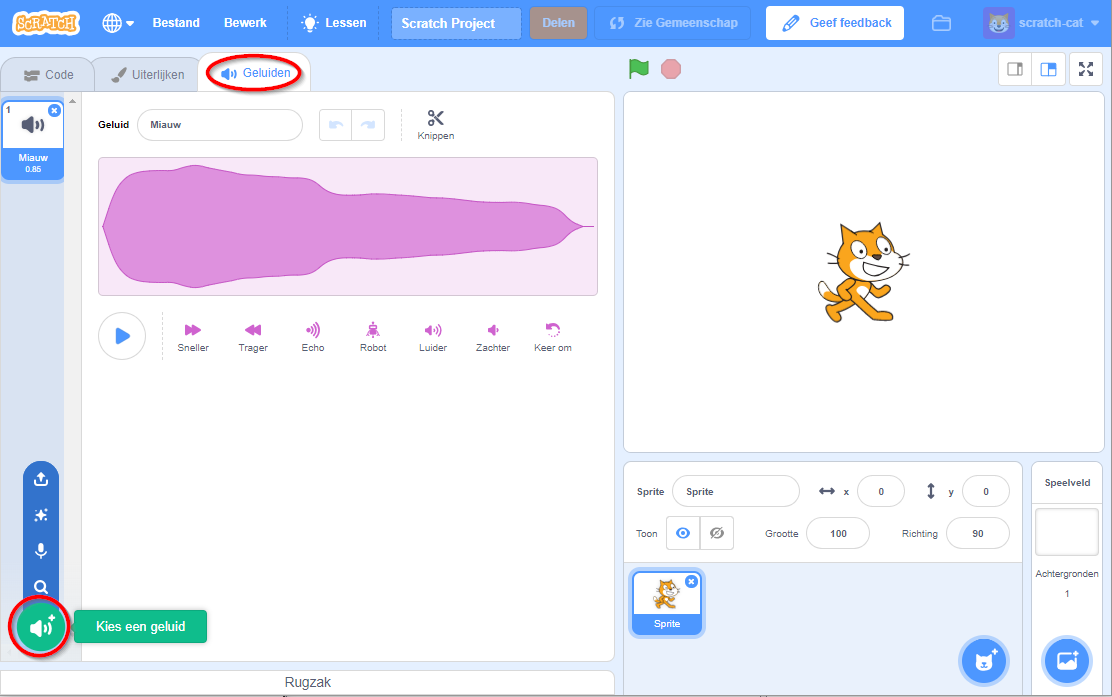 SCRATCH Bestand Bewerk Lessen Scratch Project Delen Zie Gemeenschap Geef feedback scratch-cat
Code Uiterlijken Geluiden
1
Miauw
0.85
Geluid Miauw Knippen
Sneller Trager Echo Robot Luider Zachter Keer om
Kies een geluid
Rugzak
Sprite Sprite x 0 y 0
Toon Grootte 100 Richting 90
Sprite
Speelveld
Achtergronden
1